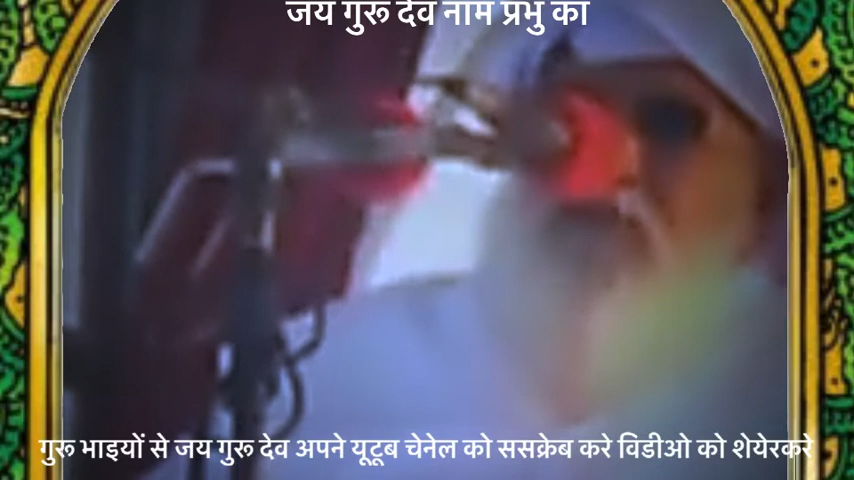 जय गुरू देव नाम प्रभु का
गुरू भाइयों से जय गुरू देव अपने यूटूब चेनेल को ससक्रेब करे विडीओ को शेयेरकरे